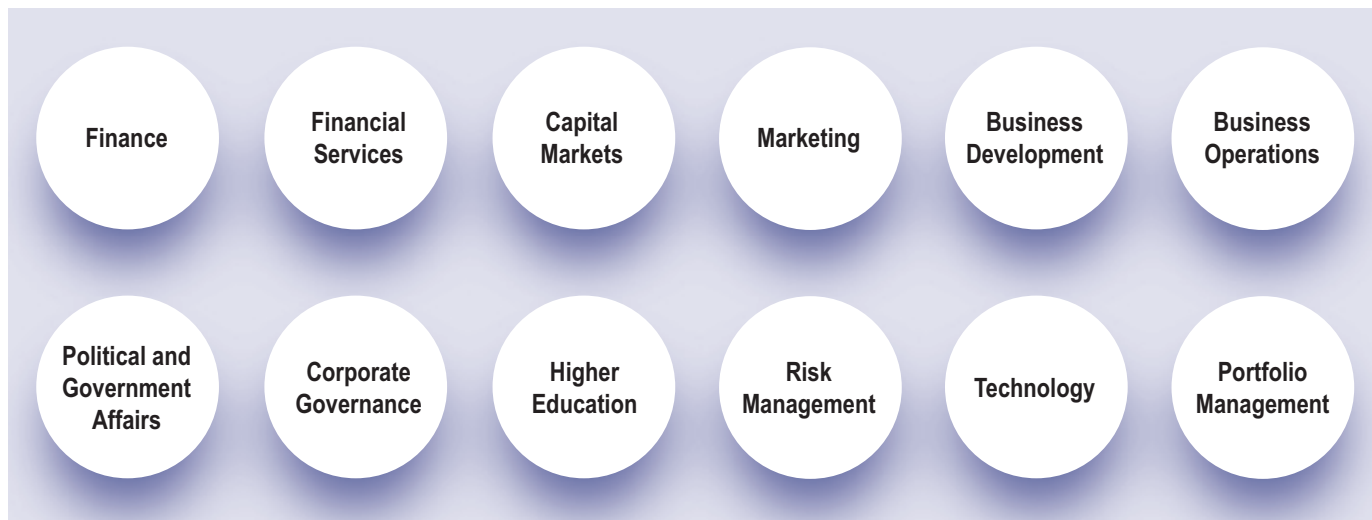 Finance
Financial
Services
Capital
Markets
Marketing
Business
Development
Business
Operations
Political and
Government
Affairs
Corporate
Governance
Higher
Education
Risk
Management
Technology
Portfolio
Management